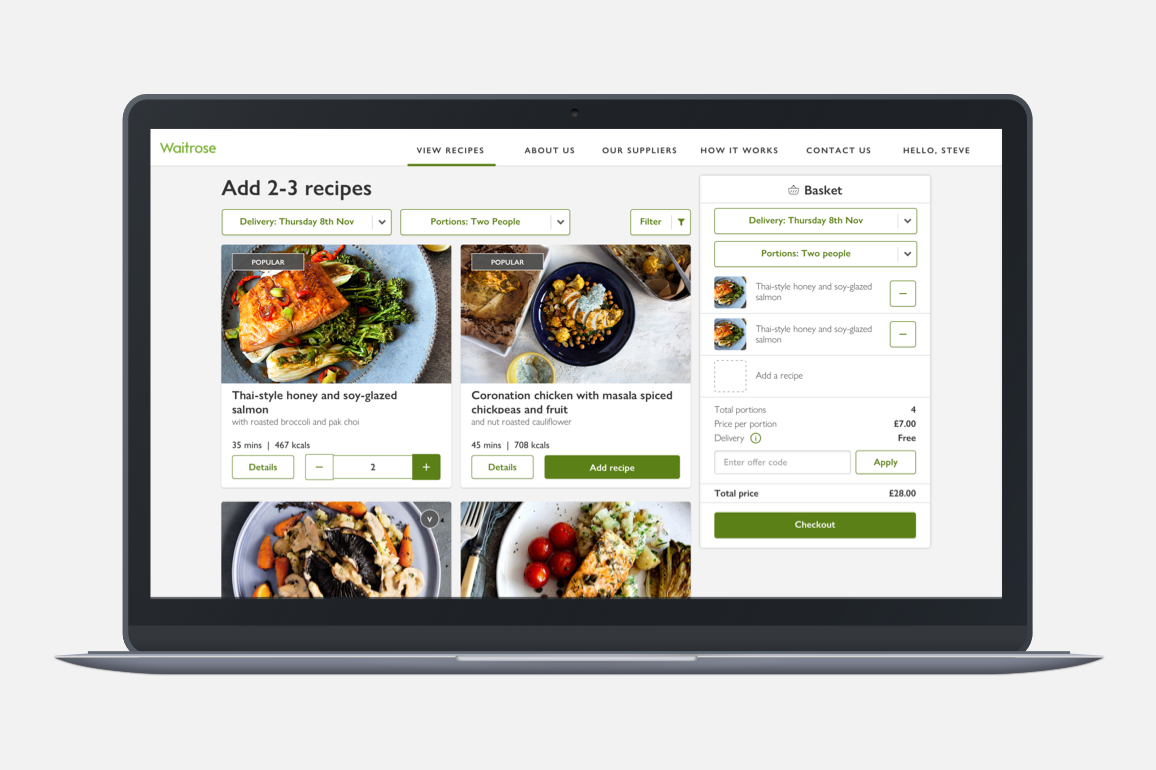 Waitrose
VIEW RECIPES
ABOUT US
OUR SUPPLIERS
HOW IT WORKS
CONTACT US
HELLO, STEVE
Add 2-3 recipes
Delivery: Thursday 8th Nov
Portions: Two People
Filter
POPULAR
Thai-style honey and soy-glazed
salmon
with roasted broccoli and pak choi
35 mins | 467 kcals
Details
−
2
+
POPULAR
Coronation chicken with masala spiced
chickpeas and fruit
and nut roasted cauliflower
45 mins | 708 kcals
Details
Add recipe
V
Basket
Delivery: Thursday 8th Nov
Portions: Two people
Thai-style honey and soy-glazed
salmon
−
Thai-style honey and soy-glazed
salmon
−
Add a recipe
Total portions 4
Price per portion £7.00
Delivery i Free
Enter offer code
Apply
Total price £28.00
Checkout